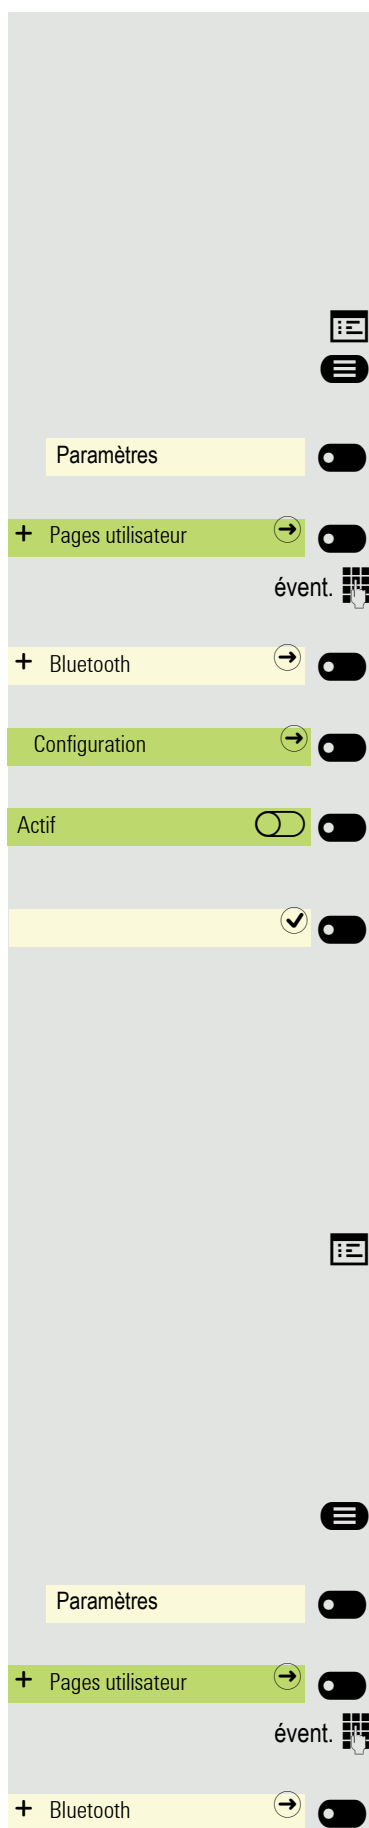 Paramètres
+ Pages utilisateur
évent.
+ Bluetooth
Configuration
Actif
Paramètres
+ Pages utilisateur
évent.
+ Bluetooth